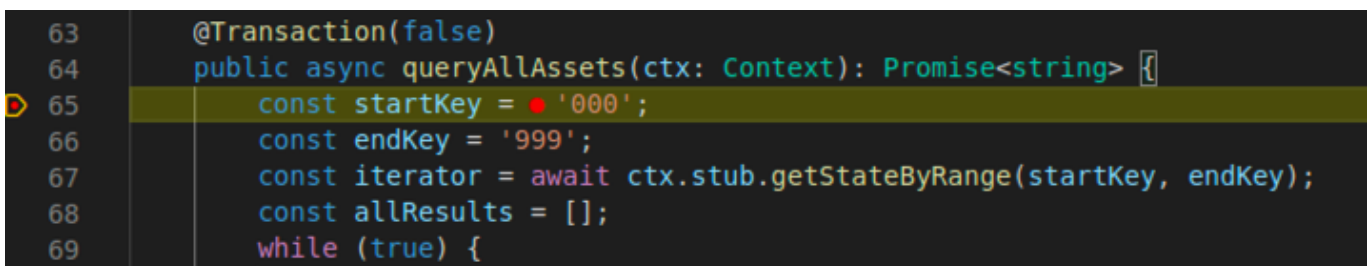 63 @Transaction(false)
64 public async queryAllAssets(ctx: Context): Promise<string> {
65 const startKey = '000';
66 const endKey = '999';
67 const iterator = await ctx.stub.getStateByRange(startKey, endKey);
68 const allResults = [];
69 while (true) {